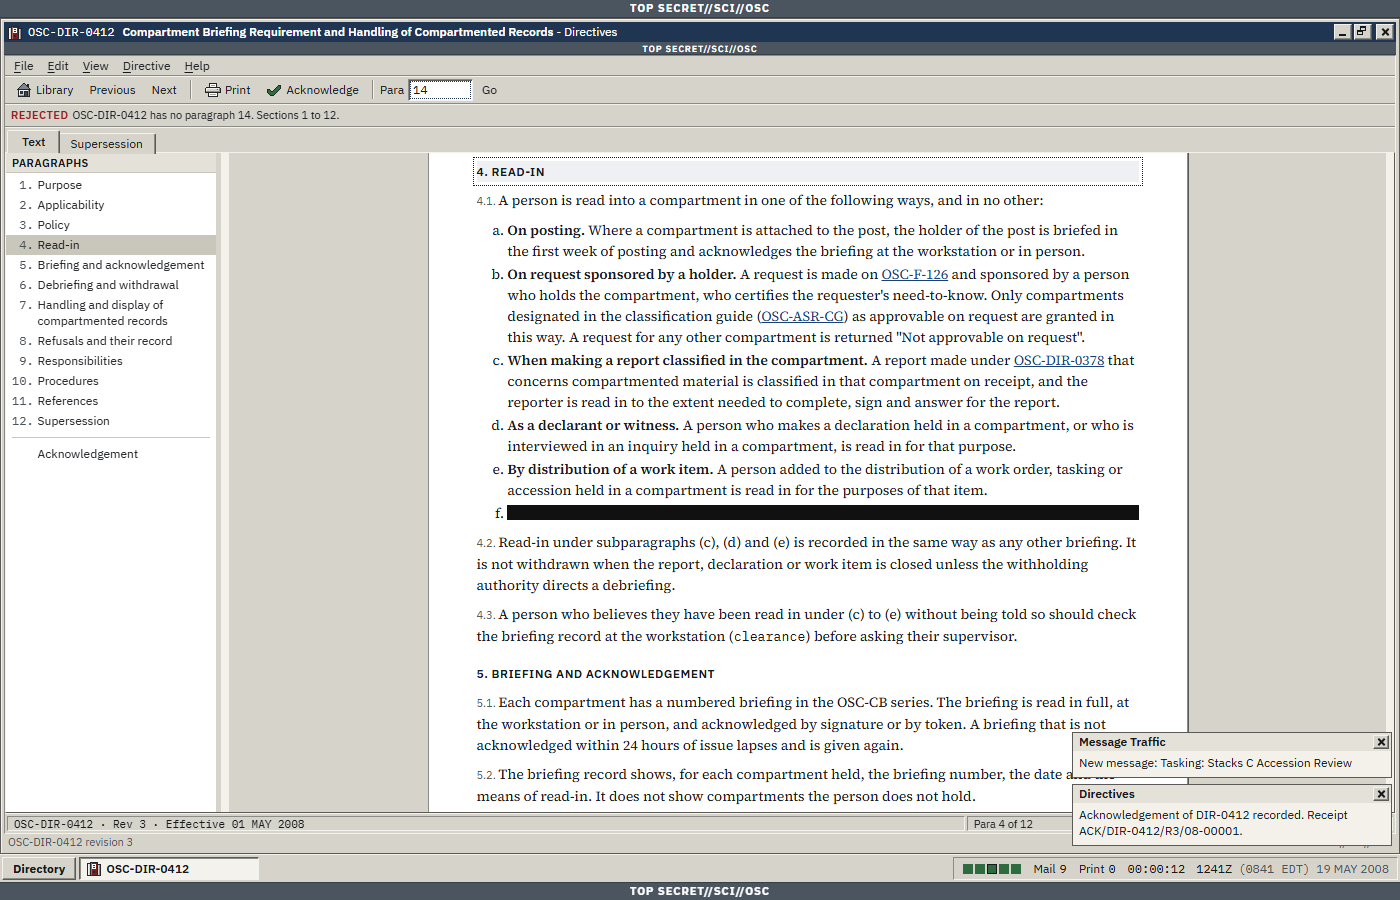 TOP SECRET//SCI//OSC
OSC-DIR-0412 Compartment Briefing Requirement and Handling of Compartmented Records - Directives
TOP SECRET//SCI//OSC
File Edit View Directive Help
Library Previous Next Print Acknowledge Para 14 Go
REJECTED OSC-DIR-0412 has no paragraph 14. Sections 1 to 12.
Text Supersession
PARAGRAPHS
1. Purpose
2. Applicability
3. Policy
4. Read-in
5. Briefing and acknowledgement
6. Debriefing and withdrawal
7. Handling and display of
compartmented records
8. Refusals and their record
9. Responsibilities
10. Procedures
11. References
12. Supersession
Acknowledgement
4. READ-IN
4.1. A person is read into a compartment in one of the following ways, and in no other:
a. On posting. Where a compartment is attached to the post, the holder of the post is briefed in
the first week of posting and acknowledges the briefing at the workstation or in person.
b. On request sponsored by a holder. A request is made on OSC-F-126 and sponsored by a person
who holds the compartment, who certifies the requester's need-to-know. Only compartments
designated in the classification guide (OSC-ASR-CG) as approvable on request are granted in
this way. A request for any other compartment is returned "Not approvable on request".
c. When making a report classified in the compartment. A report made under OSC-DIR-0378 that
concerns compartmented material is classified in that compartment on receipt, and the
reporter is read in to the extent needed to complete, sign and answer for the report.
d. As a declarant or witness. A person who makes a declaration held in a compartment, or who is
interviewed in an inquiry held in a compartment, is read in for that purpose.
e. By distribution of a work item. A person added to the distribution of a work order, tasking or
accession held in a compartment is read in for the purposes of that item.
f.
4.2. Read-in under subparagraphs (c), (d) and (e) is recorded in the same way as any other briefing. It
is not withdrawn when the report, declaration or work item is closed unless the withholding
authority directs a debriefing.
4.3. A person who believes they have been read in under (c) to (e) without being told so should check
the briefing record at the workstation (clearance) before asking their supervisor.
5. BRIEFING AND ACKNOWLEDGEMENT
5.1. Each compartment has a numbered briefing in the OSC-CB series. The briefing is read in full, at
the workstation or in person, and acknowledged by signature or by token. A briefing that is not
acknowledged within 24 hours of issue lapses and is given again.
5.2. The briefing record shows, for each compartment held, the briefing number, the date
means of read-in. It does not show compartments the person does not hold.
Message Traffic
New message: Tasking: Stacks C Accession Review
Directives
Acknowledgement of DIR-0412 recorded. Receipt
ACK/DIR-0412/R3/08-00001.
OSC-DIR-0412 · Rev 3 · Effective 01 MAY 2008 Para 4 of 12
OSC-DIR-0412 revision 3
Directory OSC-DIR-0412 Mail 9 Print 0 00:00:12 1241Z (0841 EDT) 19 MAY 2008
TOP SECRET//SCI//OSC